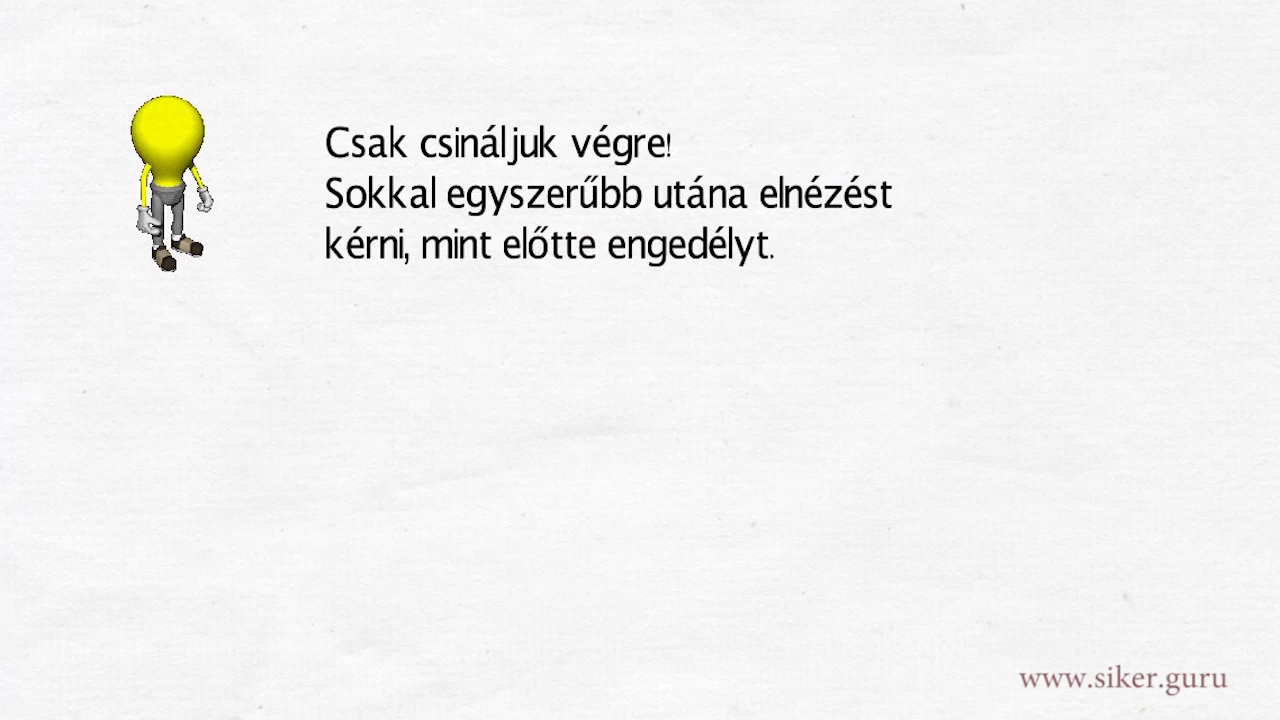 Csak csináljuk végre!
Sokkal egyszerűbb utána elnézést
kérni, mint előtte engedélyt.
www.siker.guru